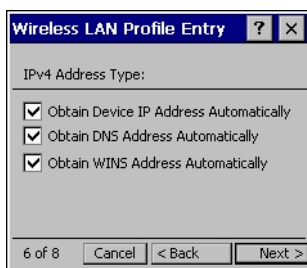 Wireless LAN Profile Entry ? ×
IPv4 Address Type:
Obtain Device IP Address Automatically
Obtain DNS Address Automatically
Obtain WINS Address Automatically
6 of 8 Cancel < Back Next >